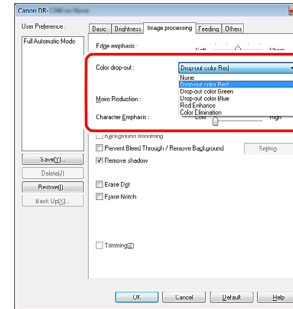 Canon DR-
User Preference :
Full Automatic Mode
Basic Brightness Image processing Feeding Others
Edge emphasis :
Color drop-out : Drop-out color Red
None
Drop-out color Red
Drop-out color Green
Drop-out color Blue
Red Enhance
Color Elimination
Moire Reduction :
Character Emphasis : Low High
Background smoothing
Prevent Bleed Through / Remove Background Setting
Remove shadow
Save(Y)...
Delete(J)
Restore()
Back Up(X)...
Erase Dot
Erase Notch
Trimming(Z)
OK Cancel Default Help